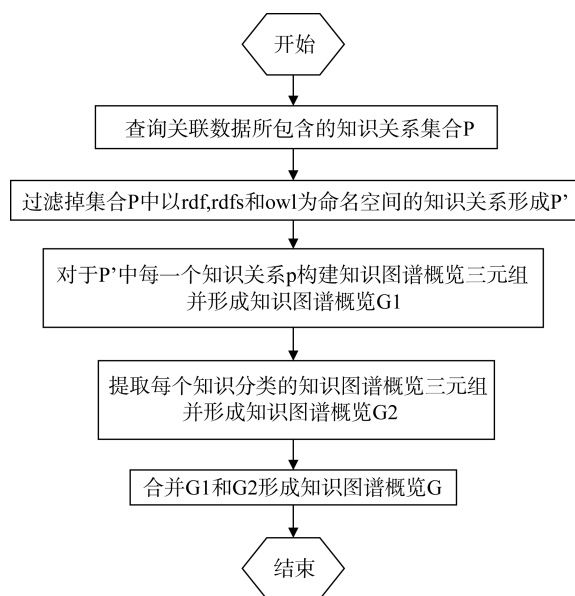 开始
查询关联数据所包含的知识关系集合P
过滤掉集合P中以rdf,rdfs和owl为命名空间的知识关系形成P’
对于P’中每一个知识关系p构建知识图谱概览三元组
并形成知识图谱概览G1
提取每个知识分类的知识图谱概览三元组
并形成知识图谱概览G2
合并G1和G2形成知识图谱概览G
结束